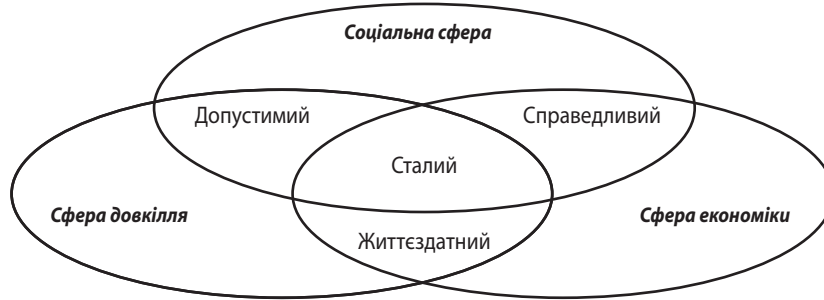 Соціальна сфера
Допустимий
Справедливий
Сталий
Сфера довкілля
Сфера економіки
Життєздатний